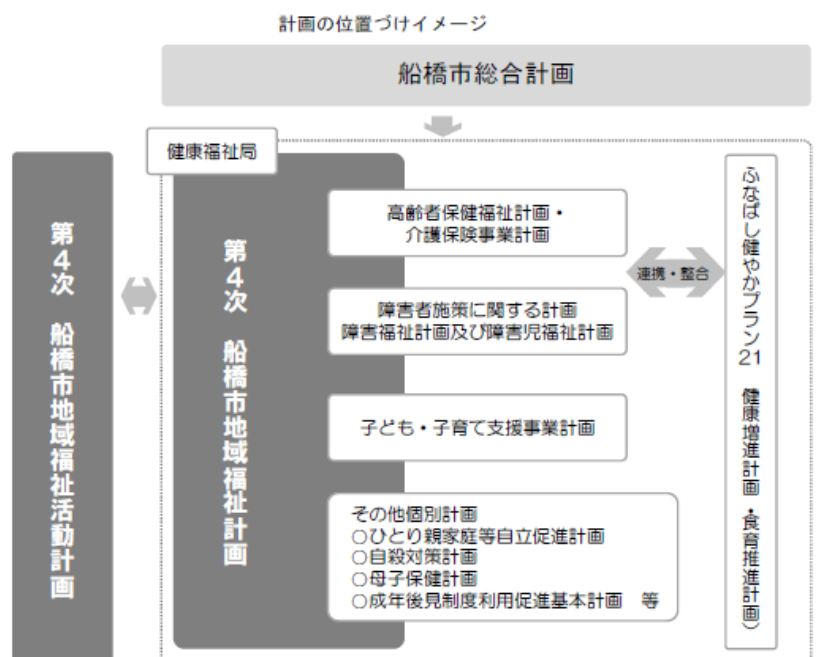 計画の位置づけイメージ
船橋市総合計画
健康福祉局
第4次 船橋市地域福祉活動計画
第4次 船橋市地域福祉計画
高齢者保健福祉計画・
介護保険事業計画
障害者施策に関する計画
障害福祉計画及び障害児福祉計画
子ども・子育て支援事業計画
その他個別計画
○ひとり親家庭等自立促進計画
○自殺対策計画
○母子保健計画
○成年後見制度利用促進基本計画 等
連携・整合
ふなばし健やかプラン21 健康増進計画・食育推進計画)